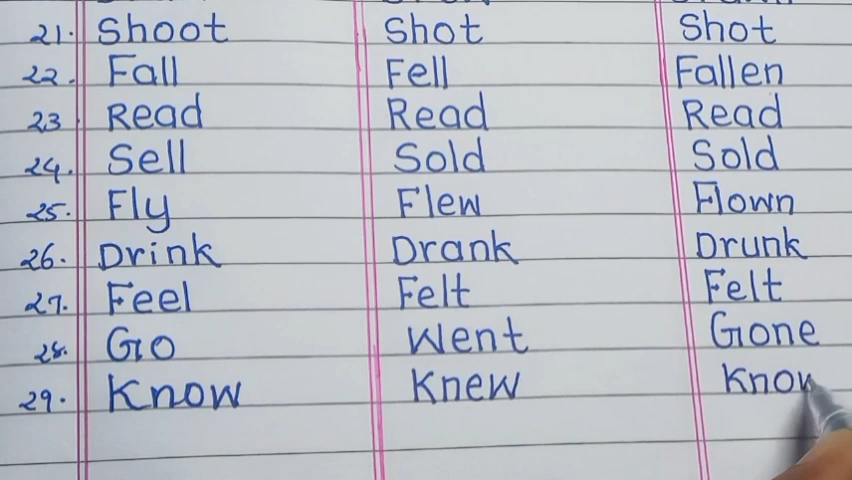 21. Shoot Shot Shot
22. Fall Fell Fallen
23 Read Read Read
24. Sell Sold Sold
25. Fly Flew Flown
26. Drink Drank Drunk
27. Feel Felt Felt
28. Go Went Gone
29. Know Knew Know